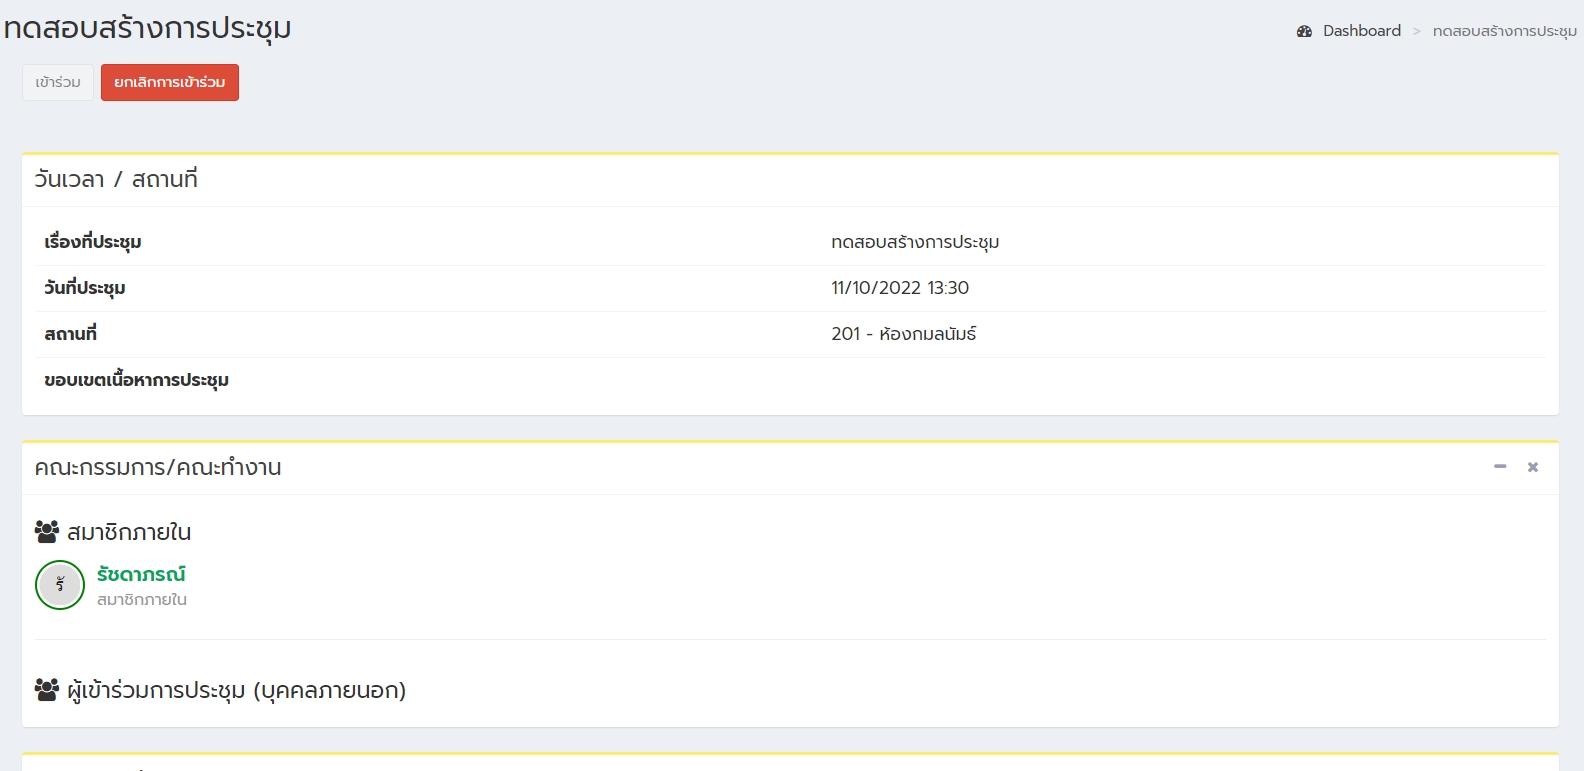 ทดสอบสร้างการประชุม
Dashboard > ทดสอบสร้างการประชุม
เข้าร่วม ยกเลิกการเข้าร่วม
วันเวลา / สถานที่
เรื่องที่ประชุม ทดสอบสร้างการประชุม
วันที่ประชุม 11/10/2022 13:30
สถานที่ 201 - ห้องกมลนัมธ์
ขอบเขตเนื้อหาการประชุม
คณะกรรมการ/คณะทำงาน
สมาชิกภายใน
รั รัชดาภรณ์
สมาชิกภายใน
ผู้เข้าร่วมการประชุม (บุคคลภายนอก)